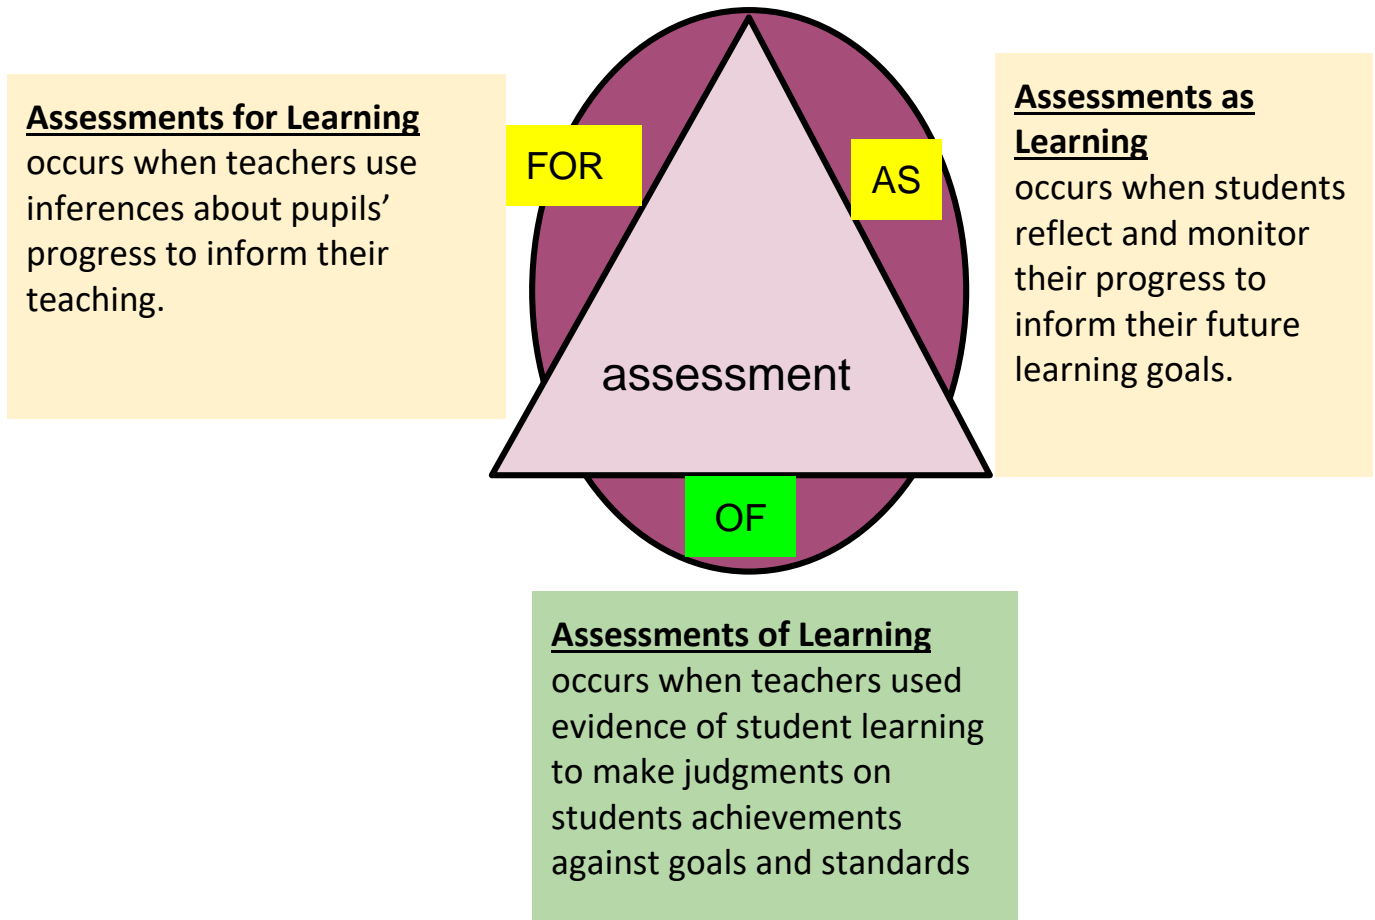 Assessments for Learning
occurs when teachers use
inferences about pupils’
progress to inform their
teaching.
FOR
AS
assessment
OF
Assessments as
Learning
occurs when students
reflect and monitor
their progress to
inform their future
learning goals.
Assessments of Learning
occurs when teachers used
evidence of student learning
to make judgments on
students achievements
against goals and standards